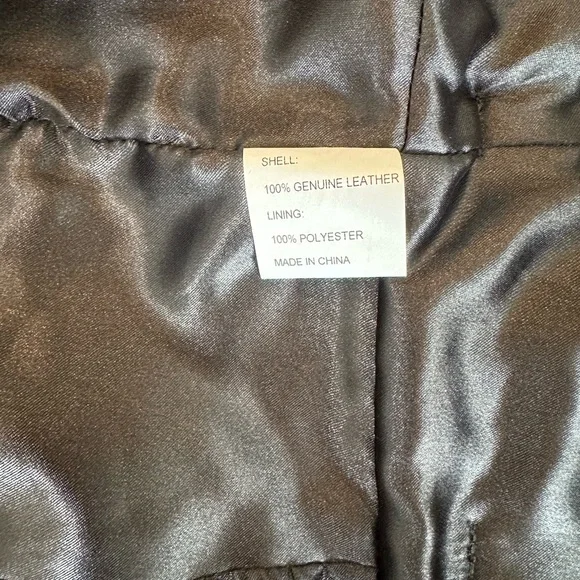 SHELL:
100% GENUINE LEATHER
LINING:
100% POLYESTER
MADE IN CHINA